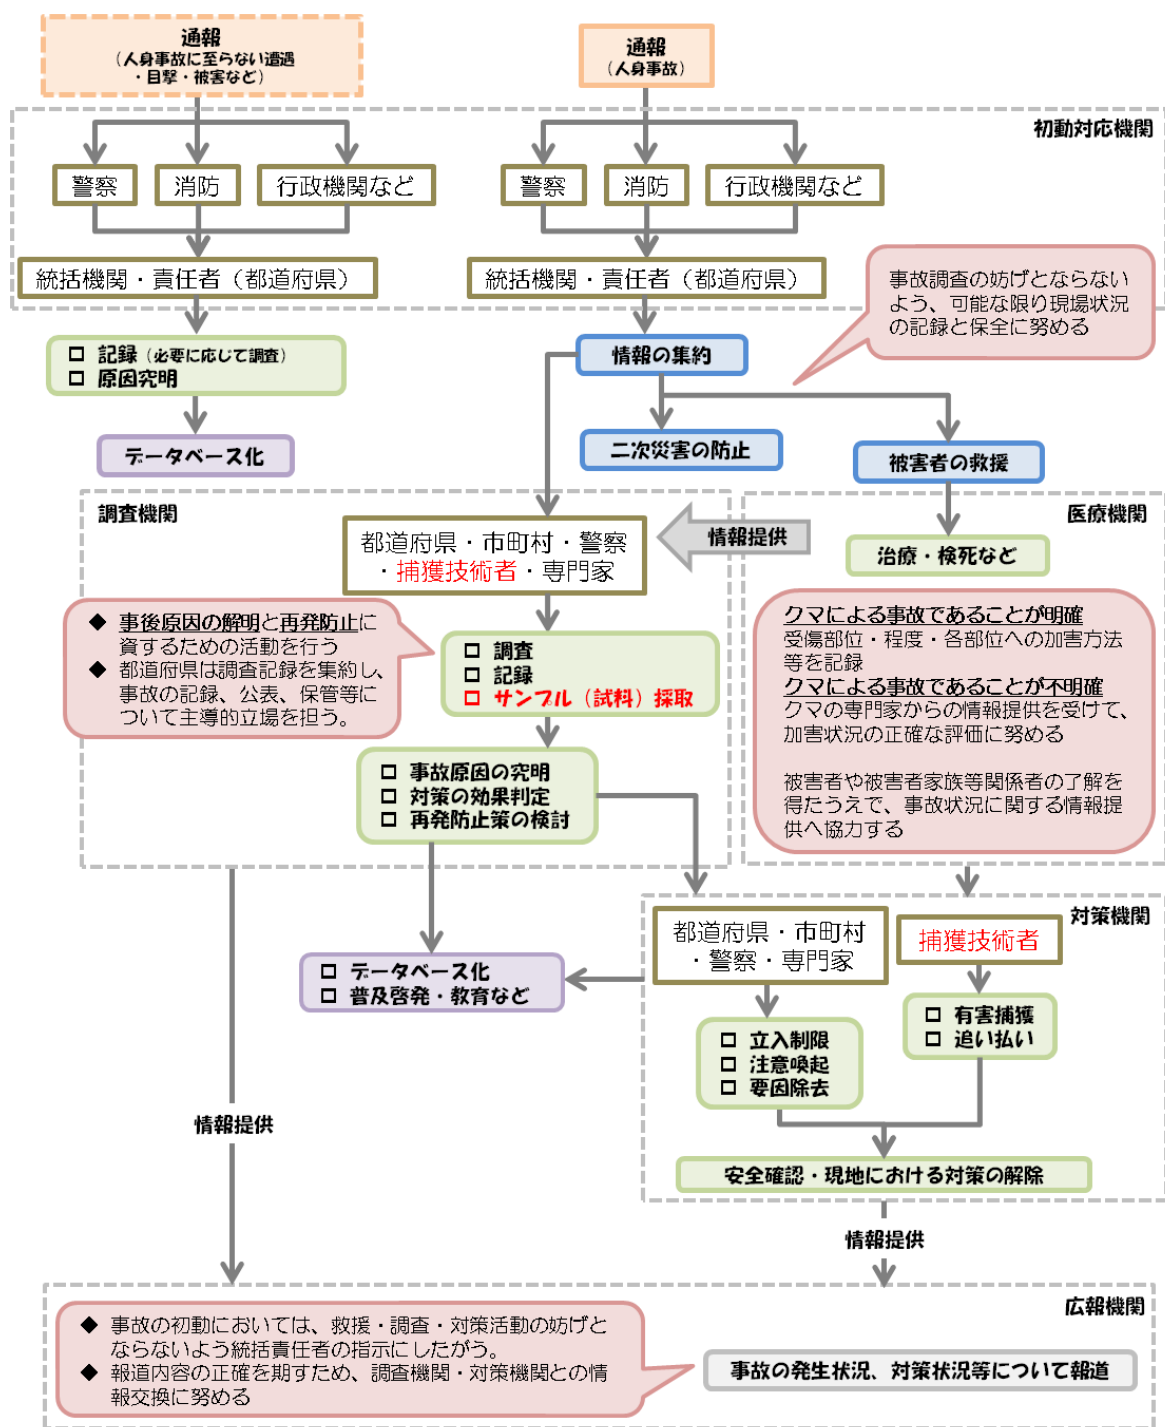 通報
（人身事故に至らない遭遇
・目撃・被害など）
通報
（人身事故）
初動対応機関
警察
消防
行政機関など
警察
消防
行政機関など
統括機関・責任者（都道府県）
統括機関・責任者（都道府県）
事故調査の妨げとならない
よう、可能な限り現場状況
の記録と保全に努める
□ 記録（必要に応じて調査）
□ 原因究明
情報の集約
データベース化
二次災害の防止
被害者の救援
調査機関
医療機関
都道府県・市町村・警察
・捕獲技術者・専門家
情報提供
治療・検死など
◆ 事後原因の解明と再発防止に
資するための活動を行う
◆ 都道府県は調査記録を集約し、
事故の記録、公表、保管等につ
いて主導的立場を担う。
□ 調査
□ 記録
□ サンプル（試料）採取
クマによる事故であることが明確
受傷部位・程度・各部位への加害方法
等を記録
クマによる事故であることが不明確
クマの専門家からの情報提供を受けて、
加害状況の正確な評価に努める
被害者や被害者家族等関係者の了解を
得たうえで、事故状況に関する情報提
供へ協力する
□ 事故原因の究明
□ 対策の効果判定
□ 再発防止策の検討
対策機関
都道府県・市町村
・警察・専門家
捕獲技術者
□ データベース化
□ 普及啓発・教育など
□ 立入制限
□ 注意喚起
□ 要因除去
□ 有害捕獲
□ 追い払い
情報提供
安全確認・現地における対策の解除
情報提供
広報機関
◆ 事故の初動においては、救援・調査・対策活動の妨げと
ならないよう統括責任者の指示にしたがう。
◆ 報道内容の正確を期すため、調査機関・対策機関との情
報交換に努める
事故の発生状況、対策状況等について報道